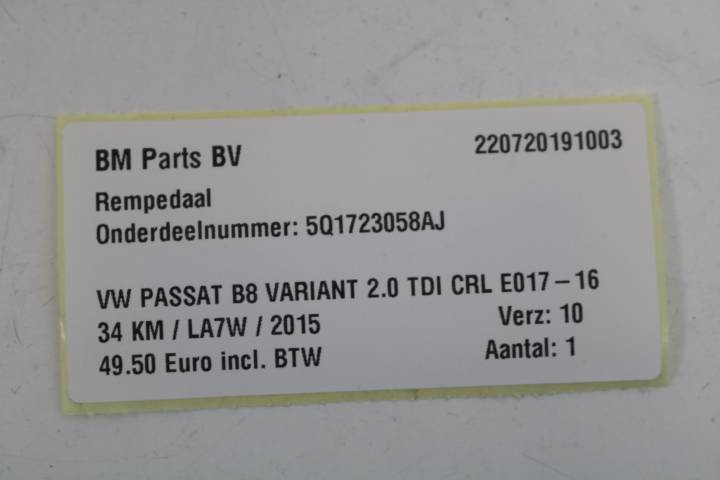 BM Parts BV
220720191003
Rempedaal
Onderdeelnummer: 5Q1723058AJ
VW PASSAT B8 VARIANT 2.0 TDI CRL E017-16
34 KM / LA7W / 2015
Verz: 10
49.50 Euro incl. BTW
Aantal: 1